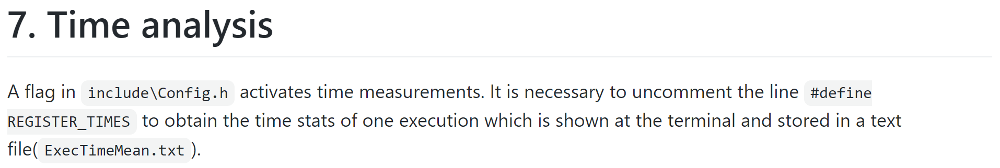 7. Time analysis
A flag in include\Config.h activates time measurements. It is necessary to uncomment the line #define
REGISTER_TIMES to obtain the time stats of one execution which is shown at the terminal and stored in a text
file(ExecTimeMean.txt).